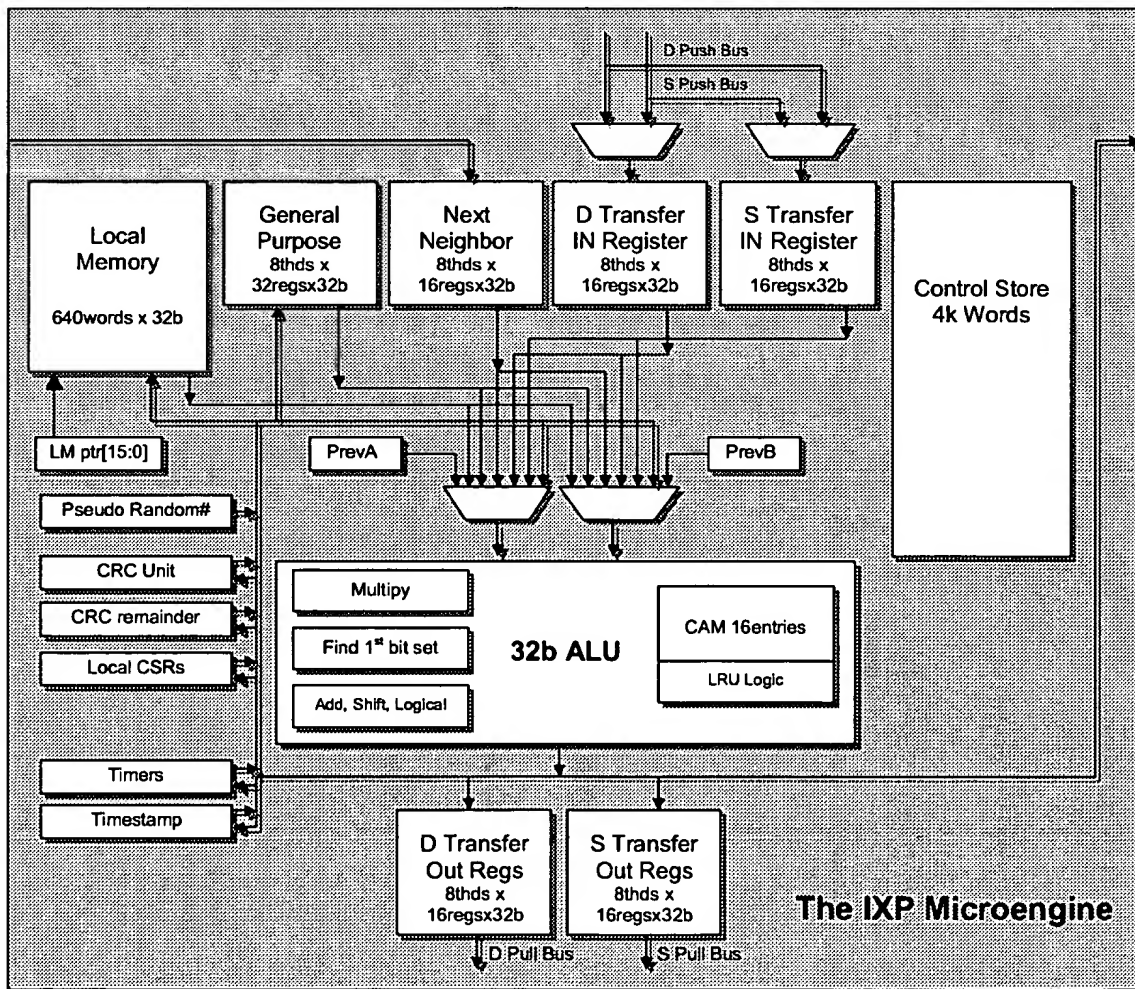 D Push Bus
S Push Bus
Local
Memory
640words x 32b
General
Purpose
8thds x
32regsx32b
Next
Neighbor
8thds x
16regsx32b
D Transfer
IN Register
8thds x
16regsx32b
S Transfer
IN Register
8thds x
16regsx32b
Control Store
4k Words
LM ptr[15:0]
PrevA
PrevB
Pseudo Random#
CRC Unit
CRC remainder
Local CSRs
Timers
Timestamp
Multipy
Find 1st bit set
Add, Shift, Logical
32b ALU
CAM 16entries
LRU Logic
D Transfer
Out Regs
8thds x
16regsx32b
S Transfer
Out Regs
8thds x
16regsx32b
The IXP Microengine
D Pull Bus
S Pull Bus